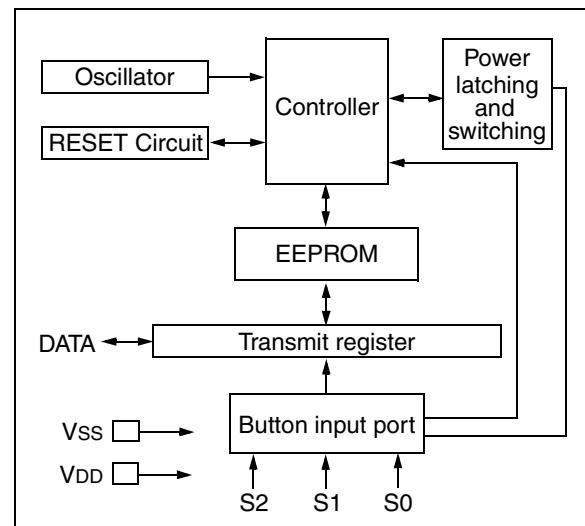 Oscillator
RESET Circuit
Controller
Power
latching
and
switching
EEPROM
DATA
Transmit register
Button input port
VSS
VDD
S2 S1 S0